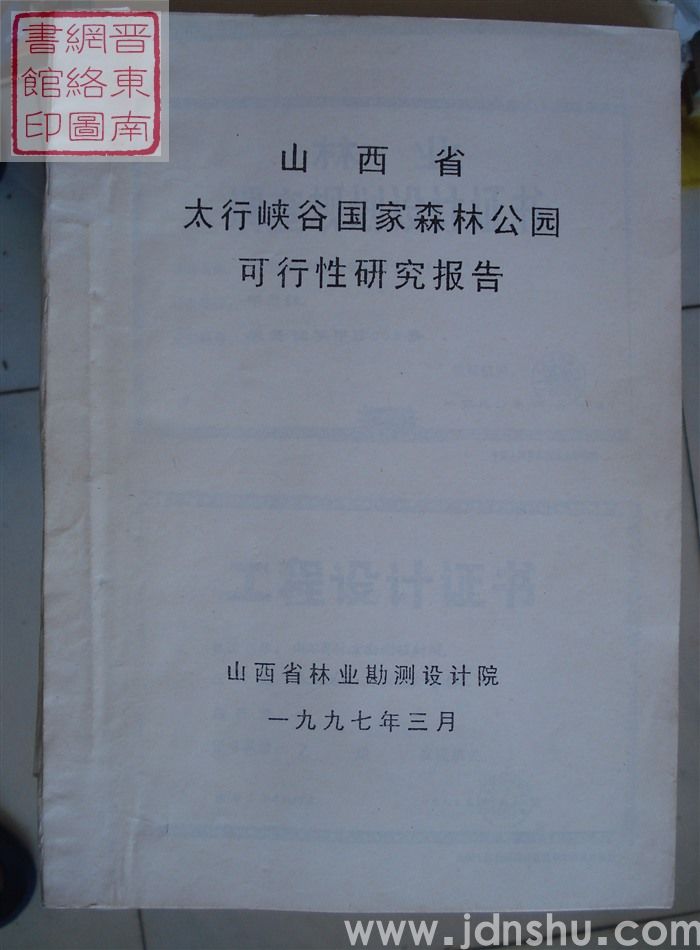 晋東南
網絡圖
書館印
山西省
太行峡谷国家森林公园
可行性研究报告
工程设计证书
山西省林业勘测设计院
一九九七年三月
www.jdnshu.com